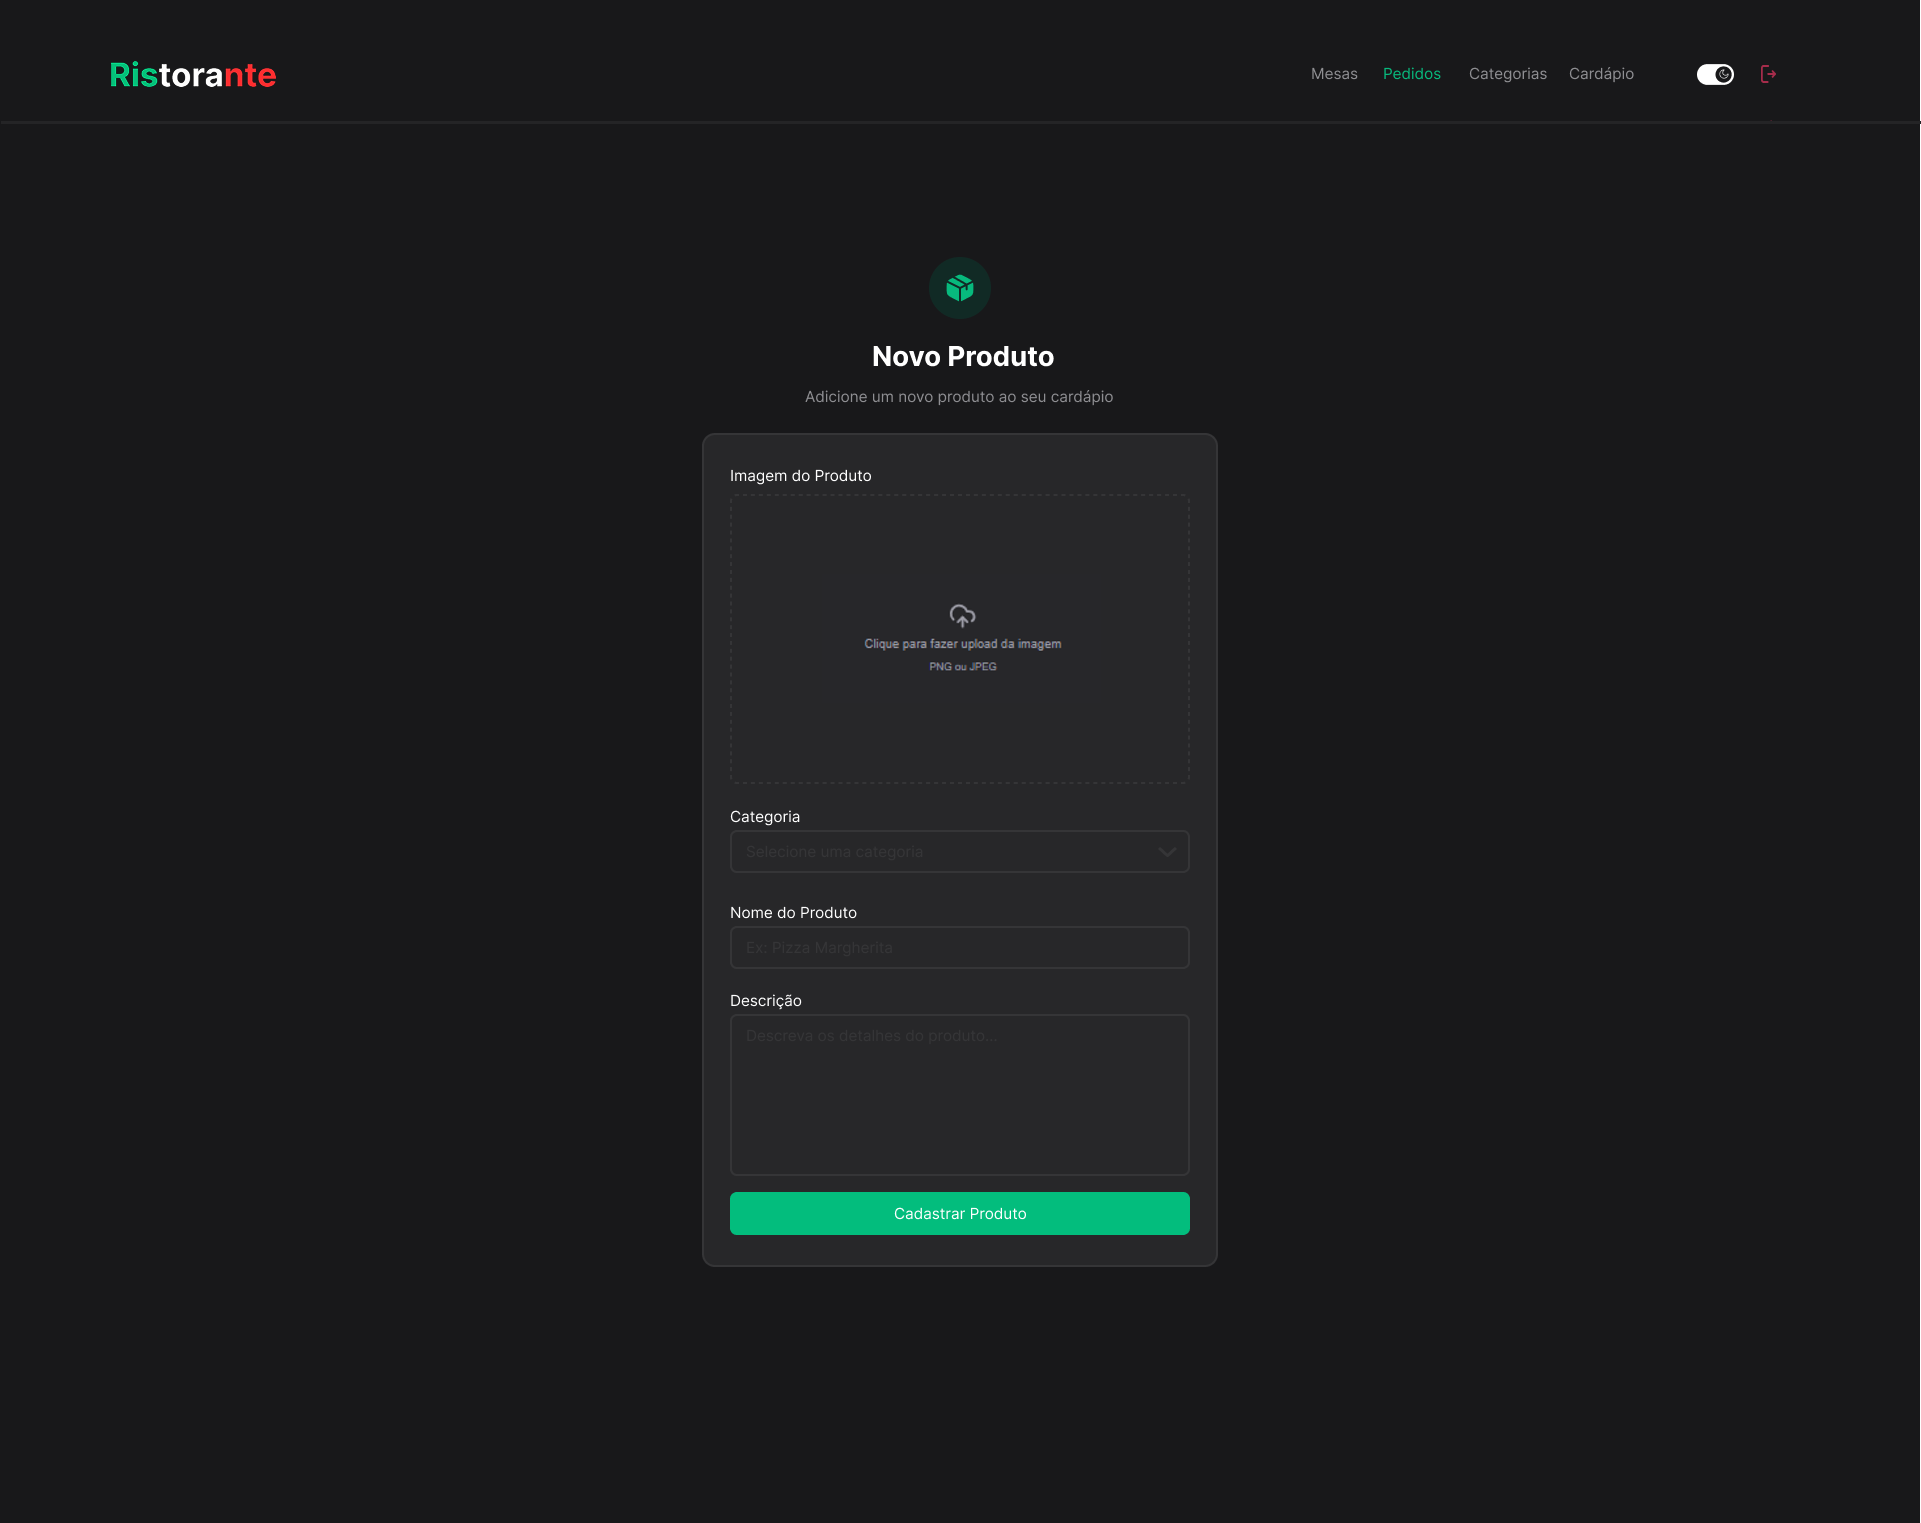 Ristorante
Mesas Pedidos Categorias Cardápio
Novo Produto
Adicione um novo produto ao seu cardápio
Imagem do Produto
Clique para fazer upload da imagem
PNG ou JPEG
Categoria
Selecione uma categoria
Nome do Produto
Ex: Pizza Margherita
Descrição
Descreva os detalhes do produto...
Cadastrar Produto